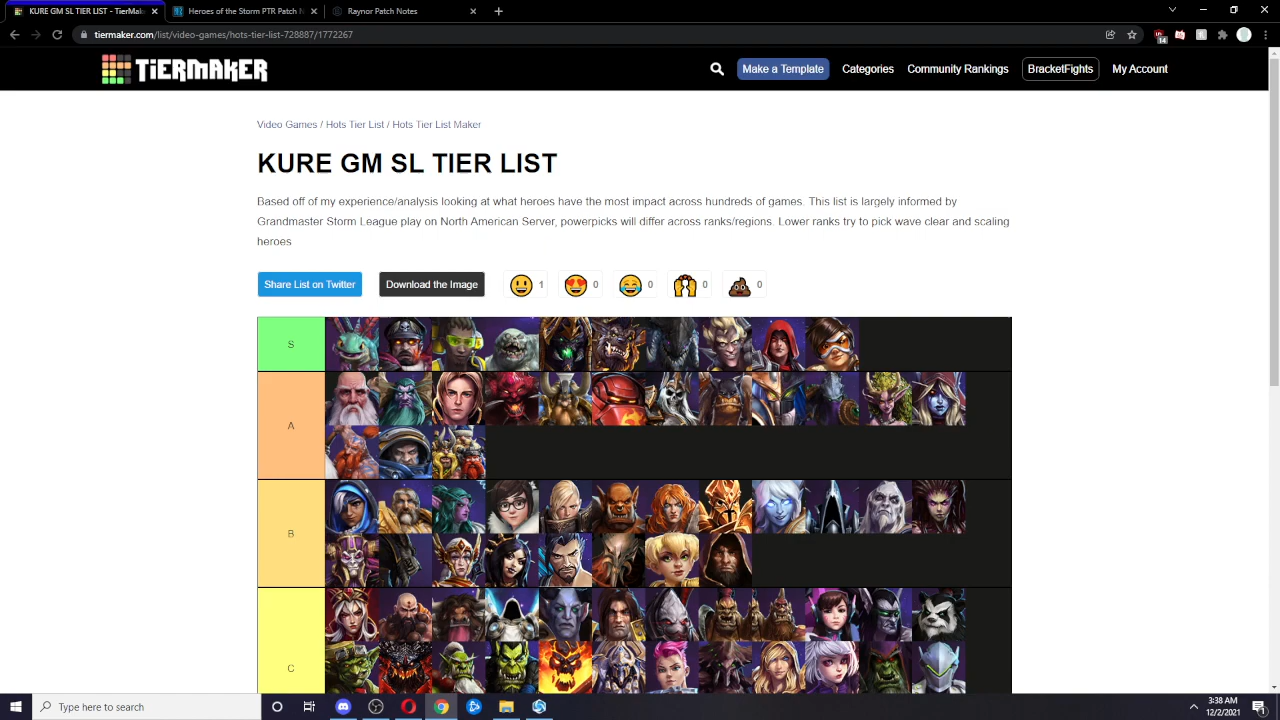 KURE GM SL TIER LIST - TierMak
Heroes of the Storm PTR Patch N
Raynor Patch Notes
tiermaker.com/list/video-games/hots-tier-list-728887/1772267
14
TiERMAKER
Make a Template
Categories
Community Rankings
BracketFights
My Account
Video Games / Hots Tier List / Hots Tier List Maker
KURE GM SL TIER LIST
Based off of my experience/analysis looking at what heroes have the most impact across hundreds of games. This list is largely informed by
Grandmaster Storm League play on North American Server, powerpicks will differ across ranks/regions. Lower ranks try to pick wave clear and scaling
heroes
Share List on Twitter
Download the Image
1
0
0
0
0
S
A
B
C
Type here to search
3:38 AM
12/2/2021
1